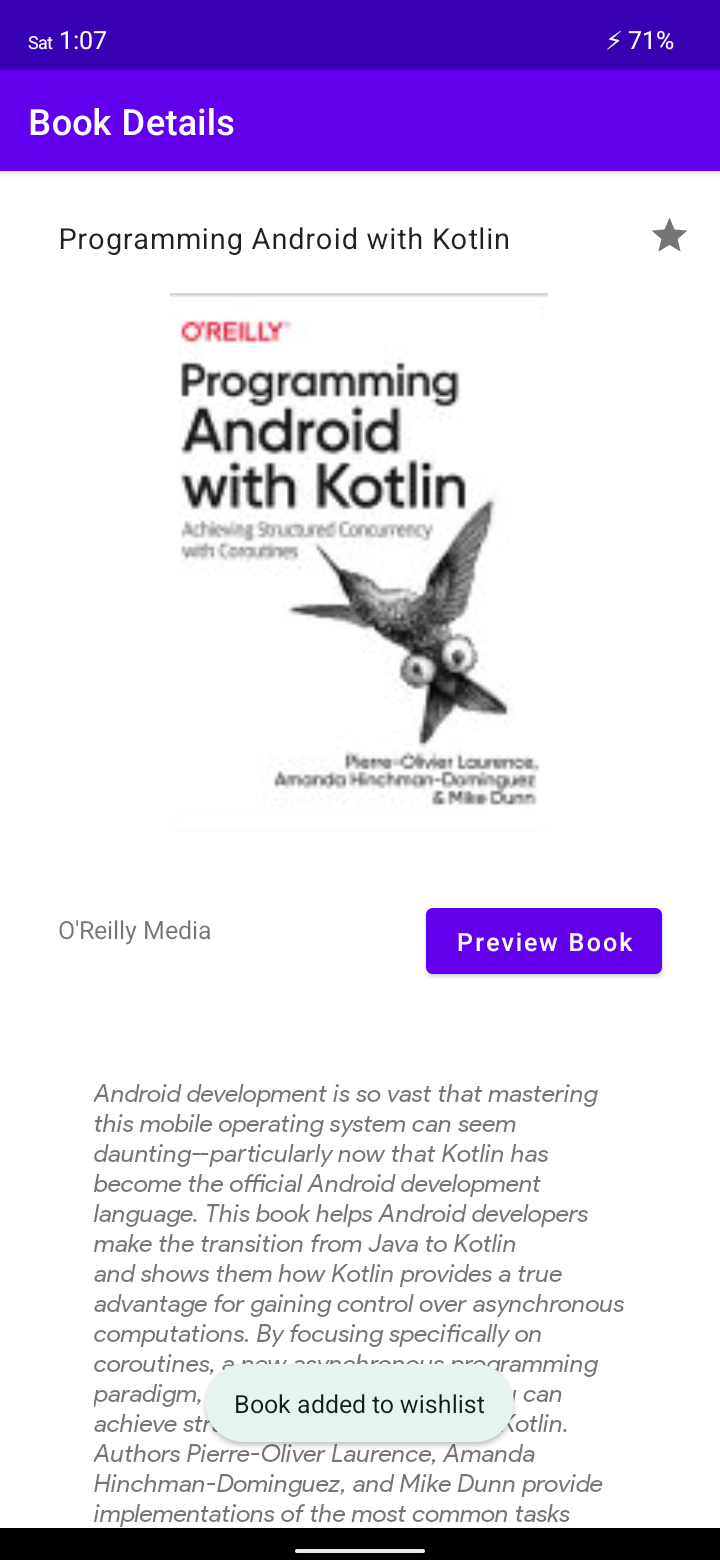 Sat 1:07
⚡ 71%
Book Details
Programming Android with Kotlin
O'REILLY
Programming
Android
with Kotlin
Achieving Structured Concurrency
with Coroutines
Pierre-Olivier Laurence,
Amanda Hinchman-Dominguez
& Mike Dunn
O'Reilly Media
Preview Book
Android development is so vast that mastering
this mobile operating system can seem
daunting—particularly now that Kotlin has
become the official Android development
language. This book helps Android developers
make the transition from Java to Kotlin
and shows them how Kotlin provides a true
advantage for gaining control over asynchronous
computations. By focusing specifically on
coroutines, a new asynchronous programming
paradigm, can
achieve Kotlin.
Book added to wishlist
Authors Pierre-Oliver Laurence, Amanda
Hinchman-Dominguez, and Mike Dunn provide
implementations of the most common tasks